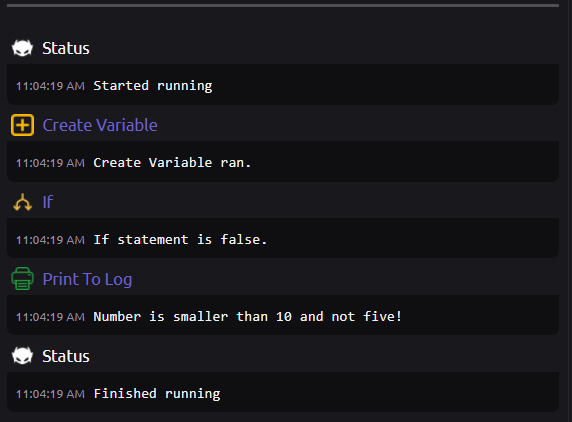 Status
11:04:19 AM Started running
Create Variable
11:04:19 AM Create Variable ran.
If
11:04:19 AM If statement is false.
Print To Log
11:04:19 AM Number is smaller than 10 and not five!
Status
11:04:19 AM Finished running